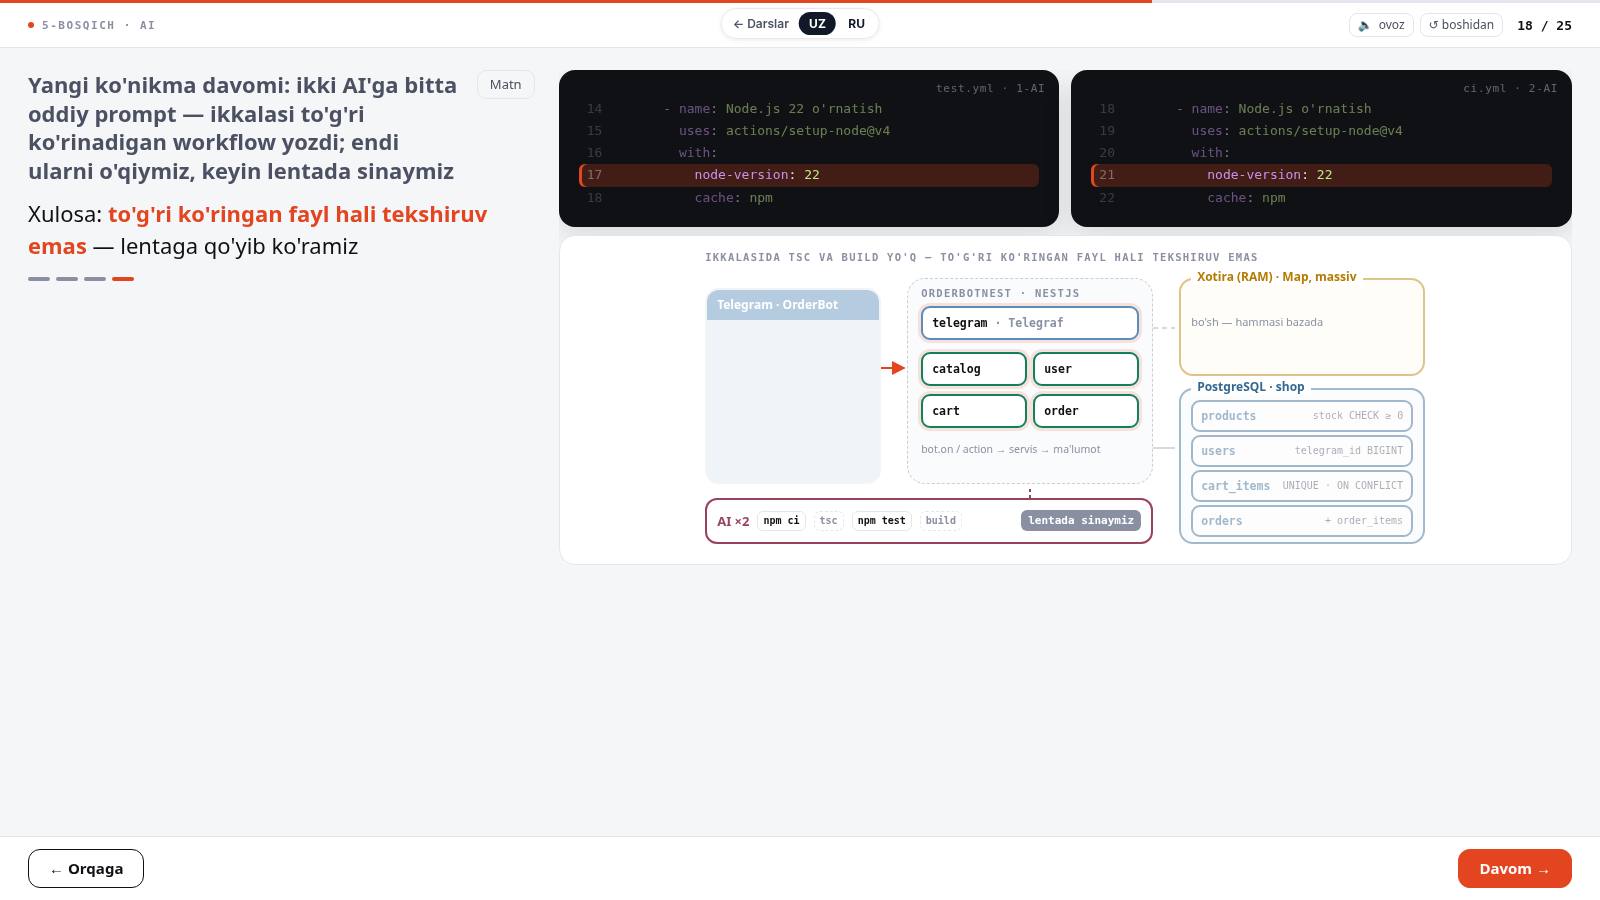 5-BOSQICH · AI
← Darslar UZ RU
🔈 ovoz ↺ boshidan 18 / 25
Yangi ko'nikma davomi: ikki AI'ga bitta
oddiy prompt — ikkalasi to'g'ri
ko'rinadigan workflow yozdi; endi
ularni o'qiymiz, keyin lentada sinaymiz
Matn
Xulosa: to'g'ri ko'ringan fayl hali tekshiruv
emas — lentaga qo'yib ko'ramiz
test.yml · 1-AI
14 - name: Node.js 22 o'rnatish
15 uses: actions/setup-node@v4
16 with:
17 node-version: 22
18 cache: npm
ci.yml · 2-AI
18 - name: Node.js o'rnatish
19 uses: actions/setup-node@v4
20 with:
21 node-version: 22
22 cache: npm
IKKALASIDA TSC VA BUILD YO'Q — TO'G'RI KO'RINGAN FAYL HALI TEKSHIRUV EMAS
Telegram · OrderBot
ORDERBOTNEST · NESTJS
telegram · Telegraf
catalog user
cart order
bot.on / action → servis → ma'lumot
Xotira (RAM) · Map, massiv
bo'sh — hammasi bazada
PostgreSQL · shop
products stock CHECK ≥ 0
users telegram_id BIGINT
cart_items UNIQUE · ON CONFLICT
orders + order_items
AI ×2 npm ci tsc npm test build lentada sinaymiz
← Orqaga
Davom →